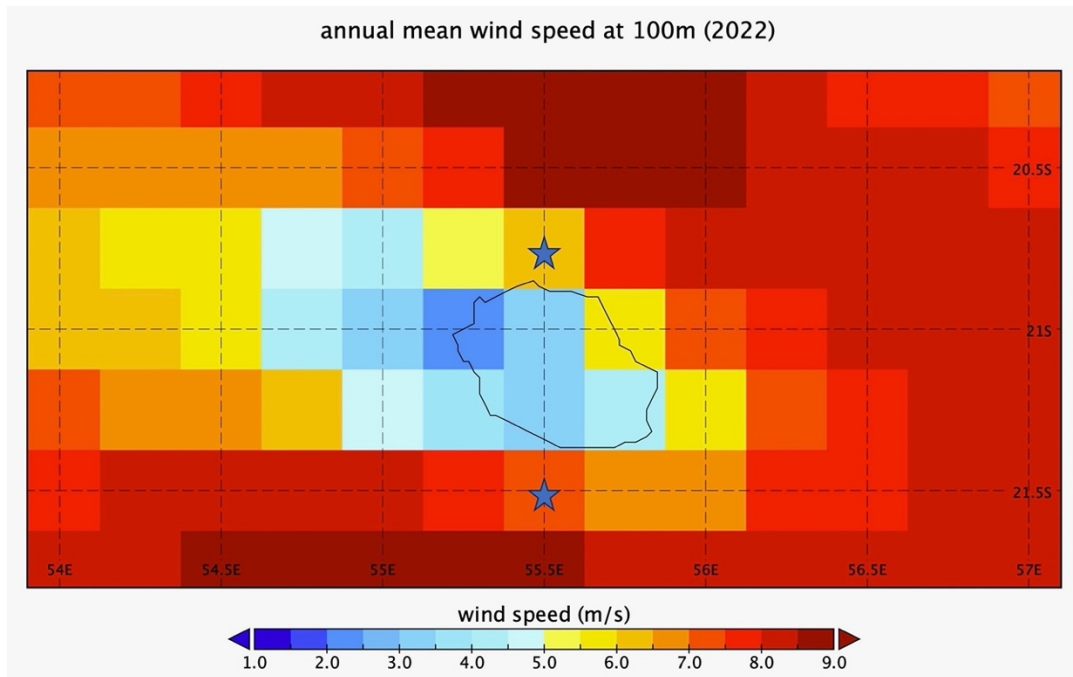 annual mean wind speed at 100m (2022)
20.5S
21S
21.5S
54E 54.5E 55E 55.5E 56E 56.5E 57E
wind speed (m/s)
1.0 2.0 3.0 4.0 5.0 6.0 7.0 8.0 9.0